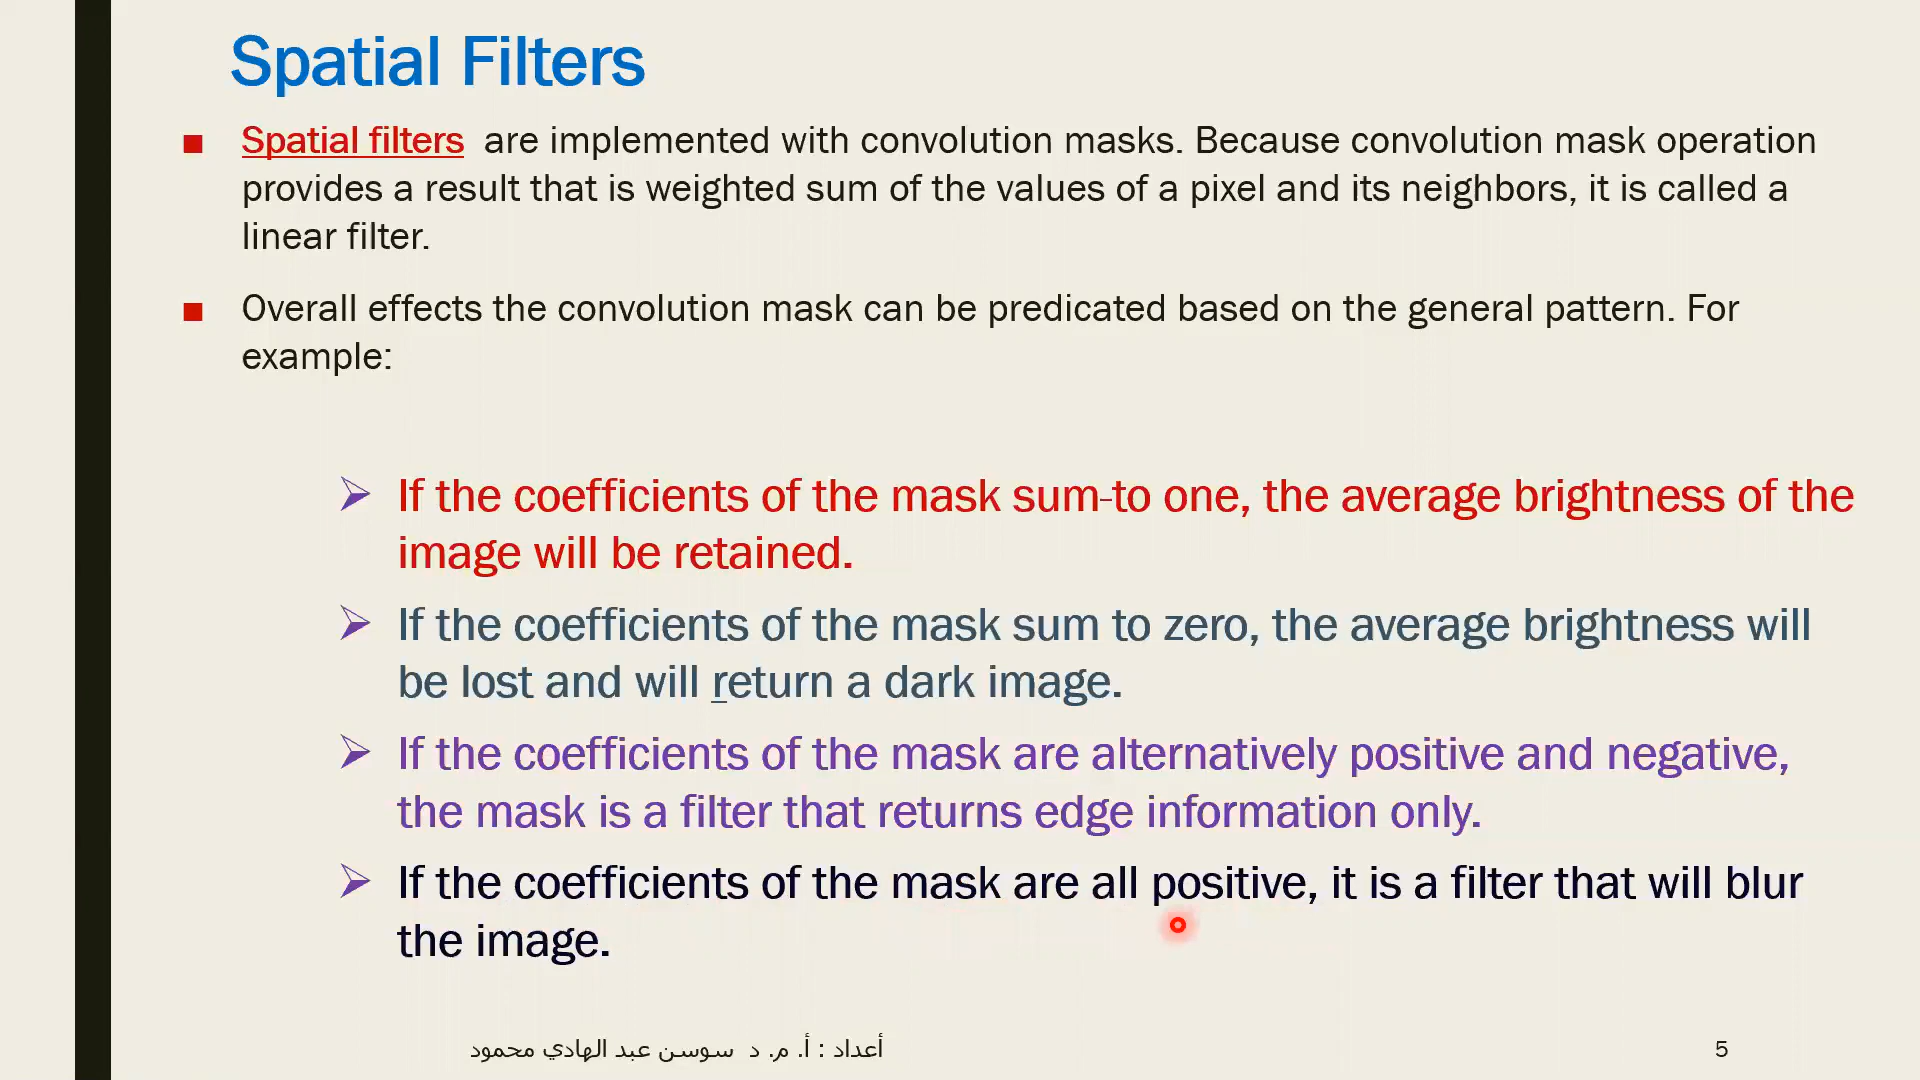 Spatial Filters
Spatial filters are implemented with convolution masks. Because convolution mask operation
provides a result that is weighted sum of the values of a pixel and its neighbors, it is called a
linear filter.
Overall effects the convolution mask can be predicated based on the general pattern. For
example:
If the coefficients of the mask sum-to one, the average brightness of the
image will be retained.
If the coefficients of the mask sum to zero, the average brightness will
be lost and will return a dark image.
If the coefficients of the mask are alternatively positive and negative,
the mask is a filter that returns edge information only.
If the coefficients of the mask are all positive, it is a filter that will blur
the image.
أعداد : أ. م. د سوسن عبد الهادي محمود
5